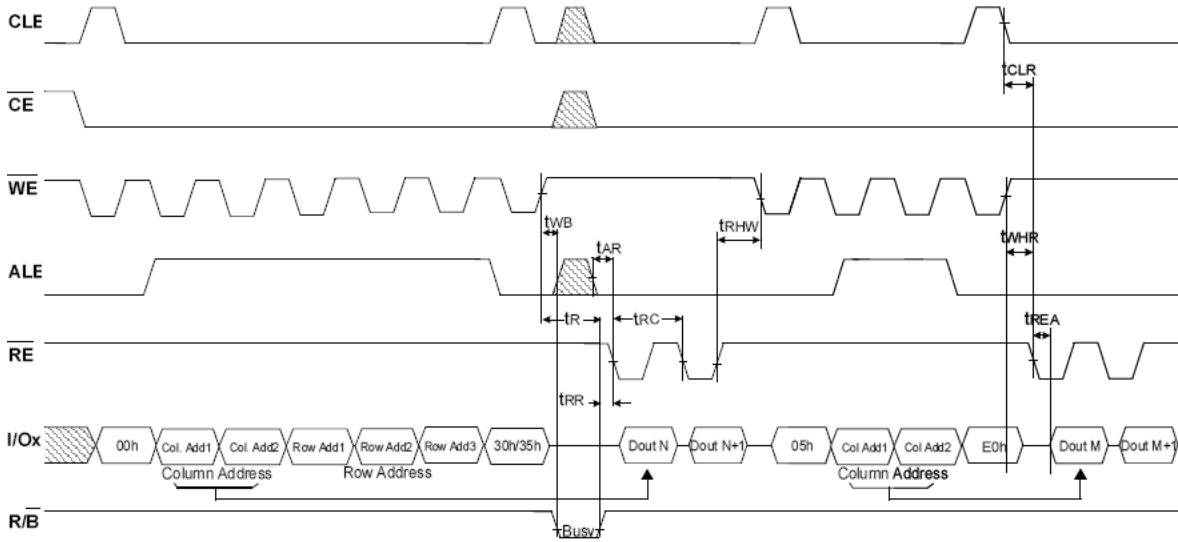 CLE
tCLR
CE
WE
tWB
tRHW
tWHR
tAR
ALE
tR
tRC
tREA
RE
tRR
I/Ox
00h Col. Add1 Col. Add2 Row Add1 Row Add2 Row Add3 30h/35h Dout N Dout N+1 05h Col Add1 Col Add2 E0h Dout M Dout M+1
Column Address Row Address Column Address
R/B
Busy